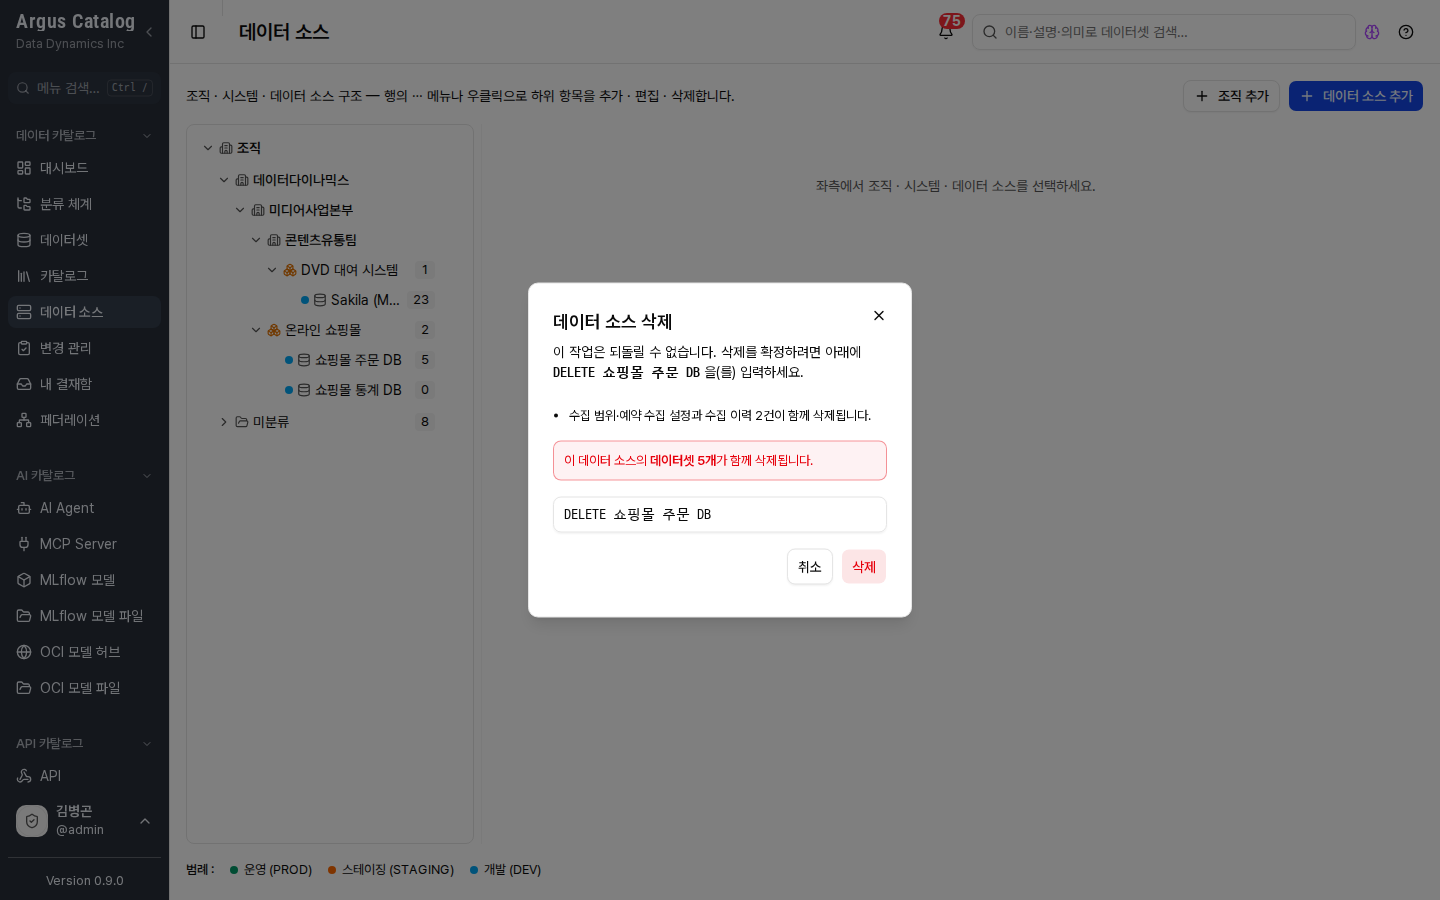 Argus Catalog
Data Dynamics Inc
메뉴 검색... Ctrl /
데이터 카탈로그
대시보드
분류 체계
데이터셋
카탈로그
데이터 소스
변경 관리
내 결재함
페더레이션
AI 카탈로그
AI Agent
MCP Server
MLflow 모델
MLflow 모델 파일
OCI 모델 허브
OCI 모델 파일
API 카탈로그
API
김병곤
@admin
Version 0.9.0
데이터 소스
75
이름·설명·의미로 데이터셋 검색...
조직 · 시스템 · 데이터 소스 구조 — 행의 ··· 메뉴나 우클릭으로 하위 항목을 추가 · 편집 · 삭제합니다.
조직 추가
데이터 소스 추가
조직
데이터다이나믹스
미디어사업본부
콘텐츠유통팀
DVD 대여 시스템 1
Sakila (M... 23
온라인 쇼핑몰 2
쇼핑몰 주문 DB 5
쇼핑몰 통계 DB 0
미분류 8
좌측에서 조직 · 시스템 · 데이터 소스를 선택하세요.
데이터 소스 삭제
이 작업은 되돌릴 수 없습니다. 삭제를 확정하려면 아래에
DELETE 쇼핑몰 주문 DB 을(를) 입력하세요.
• 수집 범위·예약 수집 설정과 수집 이력 2건이 함께 삭제됩니다.
이 데이터 소스의 데이터셋 5개가 함께 삭제됩니다.
DELETE 쇼핑몰 주문 DB
취소
삭제
범례 : 운영 (PROD) 스테이징 (STAGING) 개발 (DEV)